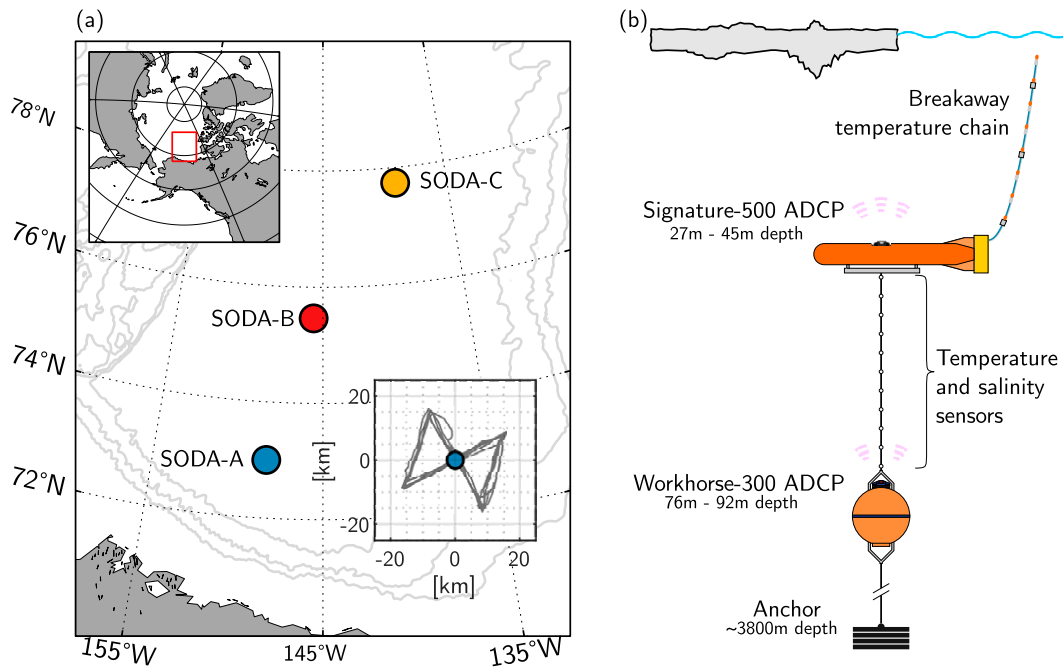 (a)
78°N
76°N
74°N
72°N
155°W
145°W
135°W
SODA-C
SODA-B
SODA-A
20
0
-20
[km]
-20
0
20
[km]
(b)
Breakaway
temperature chain
Signature-500 ADCP
27m - 45m depth
Temperature
and salinity
sensors
Workhorse-300 ADCP
76m - 92m depth
Anchor
~3800m depth